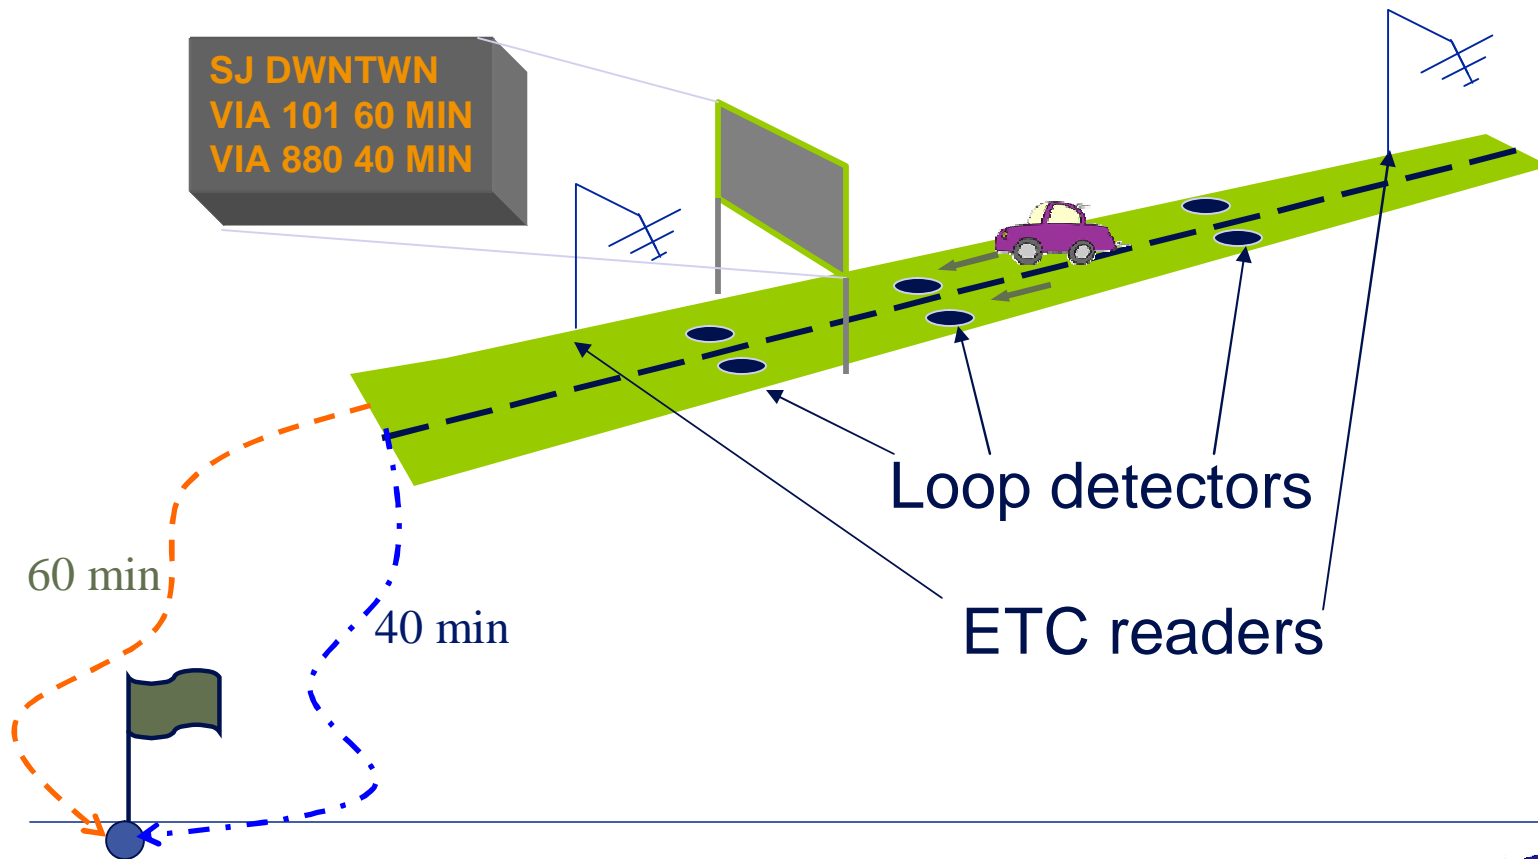 SJ DWNTWN
VIA 101 60 MIN
VIA 880 40 MIN
Loop detectors
60 min
40 min
ETC readers